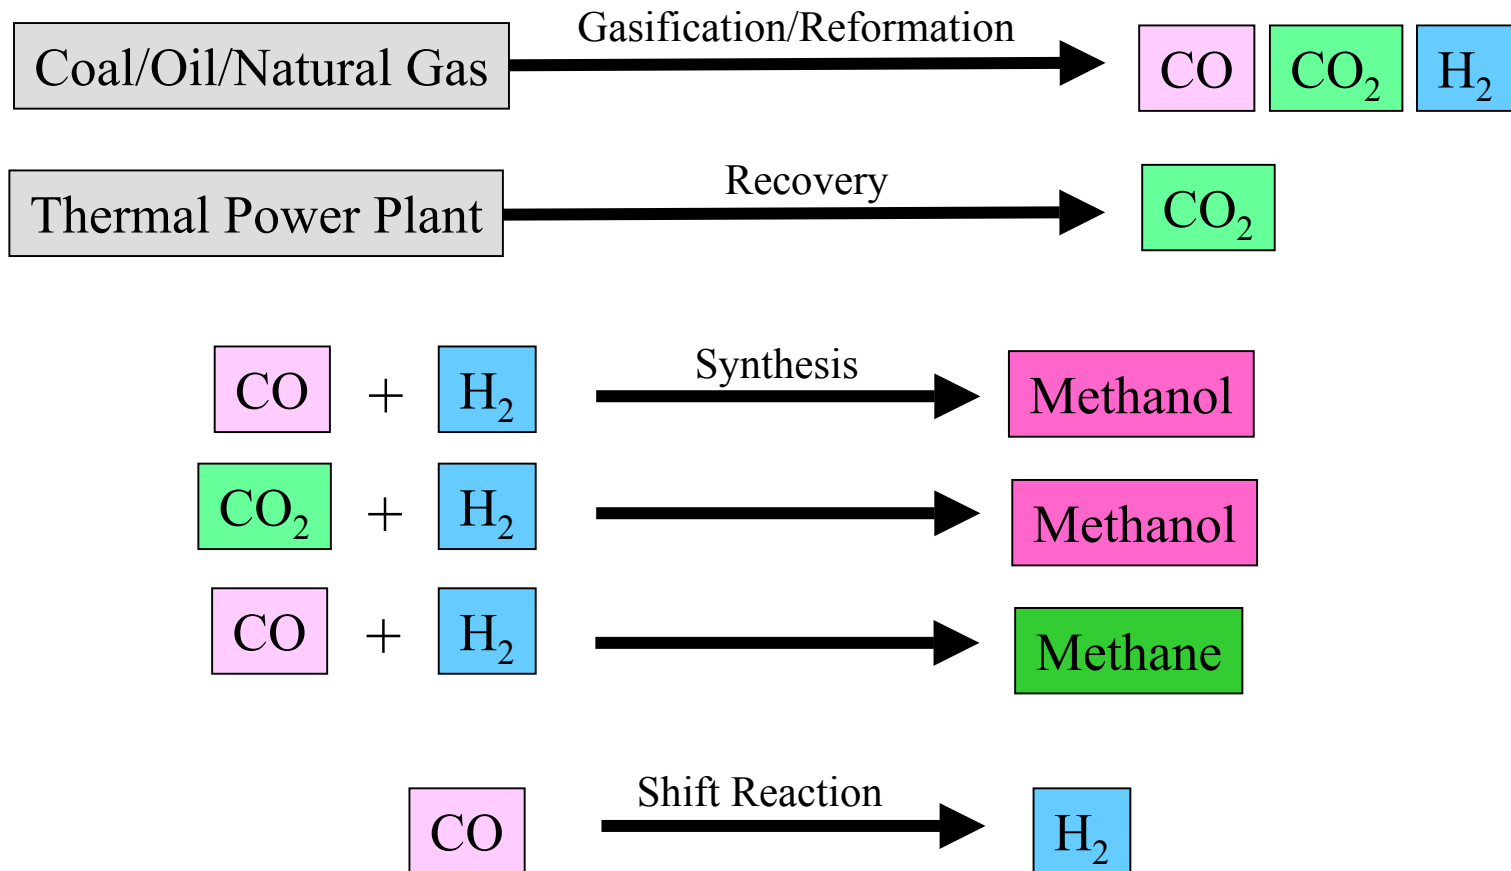 Gasification/Reformation
Coal/Oil/Natural Gas CO CO₂ H₂
Recovery
Thermal Power Plant CO₂
Synthesis
CO + H₂ Methanol
CO₂ + H₂ Methanol
CO + H₂ Methane
Shift Reaction
CO H₂